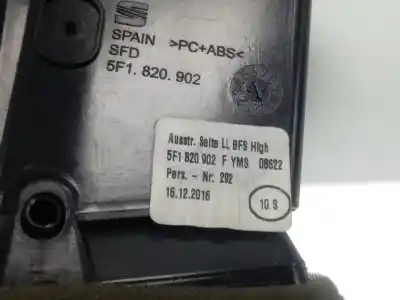 SPAIN >PC+ABS<
SFD
5F1. 820. 902
Ausstr. Seite LI, BFS High
5F1 820 902 F YMS 08622
Pers. - Nr. 292
16.12.2016
10 S